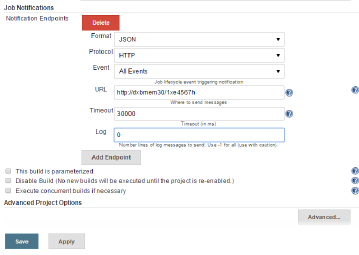 Job Notifications
Notification Endpoints
Delete
Format JSON
Protocol HTTP
Event All Events
Job lifecycle event triggering notification
URL http://dxbmem30/1xe4567h
Where to send messages
Timeout 30000
Timeout (in ms)
Log 0
Number lines of log messages to send. Use -1 for all (use with caution).
Add Endpoint
This build is parameterized
Disable Build (No new builds will be executed until the project is re-enabled.)
Execute concurrent builds if necessary
Advanced Project Options
Advanced...
Save Apply